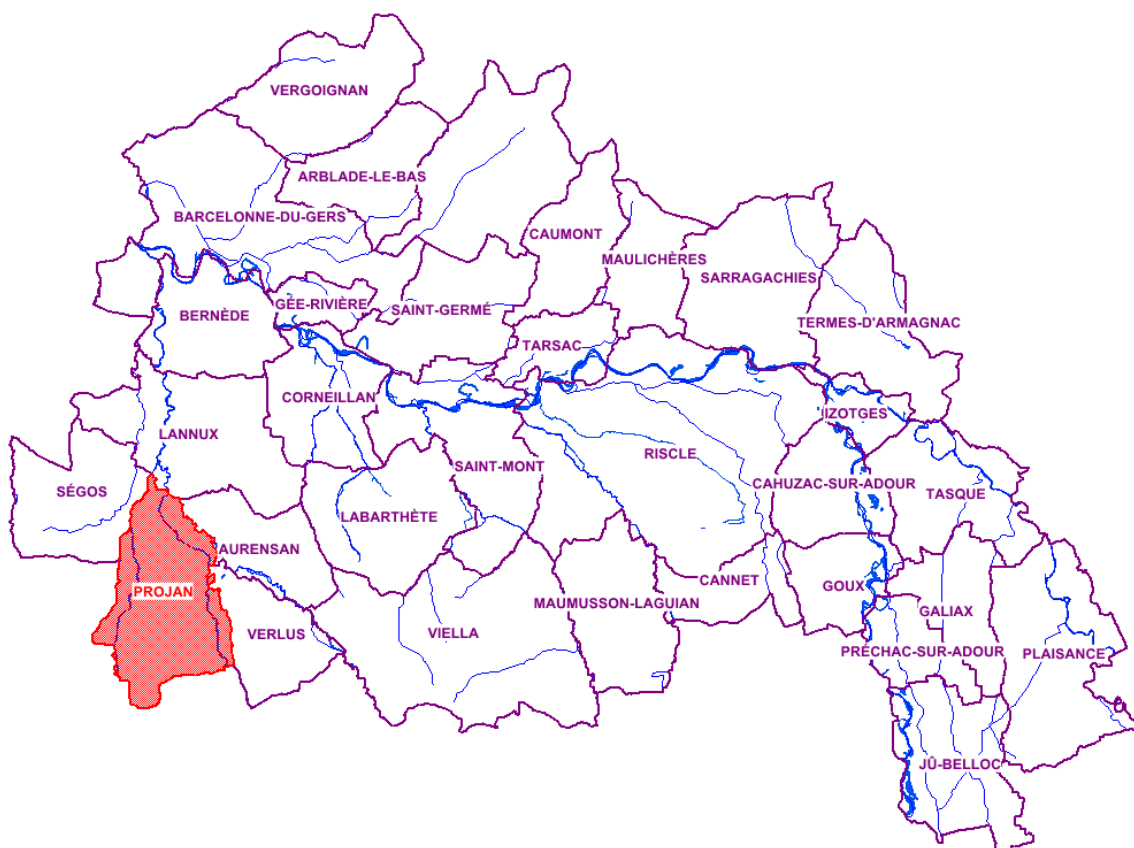 VERGOIGNAN
ARBLADE-LE-BAS
BARCELONNE-DU-GERS
CAUMONT
MAULICHÈRES
SARRAGACHIES
GÉE-RIVIÈRE
SAINT-GERMÉ
BERNÈDE
TERMES-D'ARMAGNAC
TARSAC
CORNEILLAN
IZOTGES
LANNUX
RISCLE
SAINT-MONT
CAHUZAC-SUR-ADOUR
SÉGOS
TASQUE
LABARTHÈTE
AURENSAN
CANNET
GOUX
PROJAN
MAUMUSSON-LAGUIAN
GALIAX
VIELLA
VERLUS
PRÉCHAC-SUR-ADOUR
PLAISANCE
JÛ-BELLOC